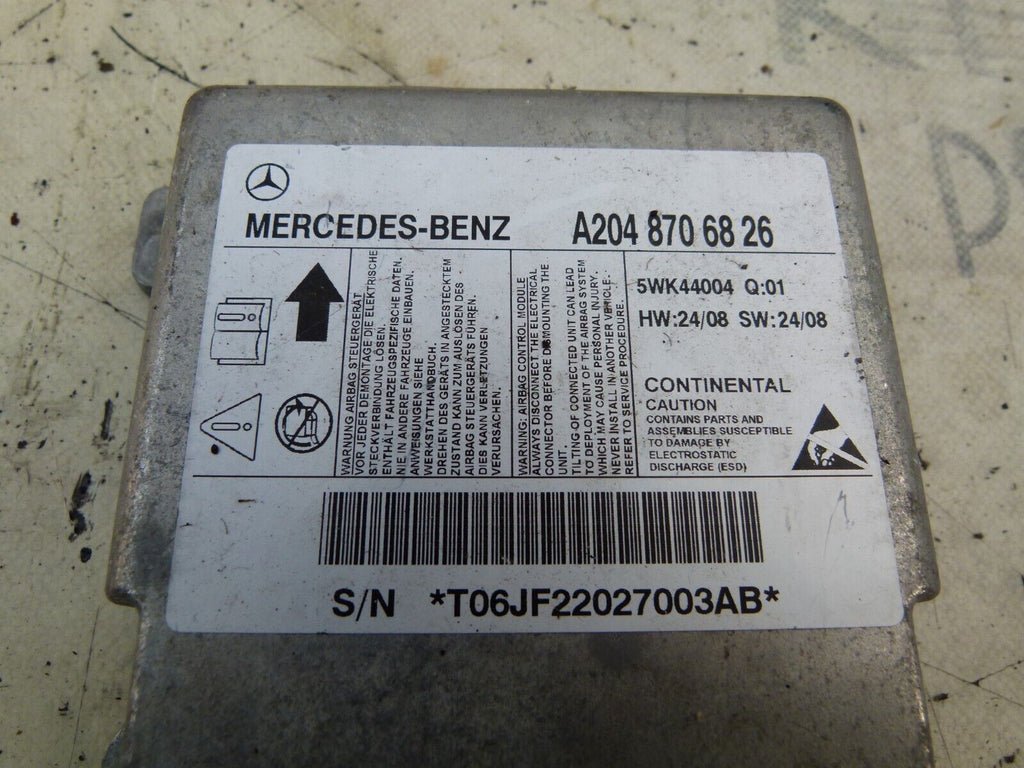 MERCEDES-BENZ A204 870 68 26
WARNUNG AIRBAG STEUERGERÄT
VOR JEDER DEMONTAGE DIE ELEKTRISCHE
STECKVERBINDUNG LÖSEN.
ENTHÄLT FAHRZEUGSPEZIFISCHE DATEN.
NIE IN ANDERE FAHRZEUGE EINBAUEN.
ANWEISUNGEN SIEHE
WERKSTATTHANDBUCH.
DREHEN DES GERÄTS IN ANGESTECKTEM
ZUSTAND KANN ZUM AUSLÖSEN DES
AIRBAG STEUERGERÄTS FÜHREN.
DIES KANN VERLETZUNGEN
VERURSACHEN.
WARNING: AIRBAG CONTROL MODULE
ALWAYS DISCONNECT THE ELECTRICAL
CONNECTOR BEFORE DISMOUNTING THE
UNIT.
TILTING OF CONNECTED UNIT CAN LEAD
TO DEPLOYMENT OF THE AIRBAG SYSTEM
WHICH MAY CAUSE PERSONAL INJURY.
NEVER INSTALL IN ANOTHER VEHICLE.
REFER TO SERVICE PROCEDURE.
5WK44004 Q:01
HW:24/08 SW:24/08
CONTINENTAL
CAUTION
CONTAINS PARTS AND
ASSEMBLIES SUSCEPTIBLE
TO DAMAGE BY
ELECTROSTATIC
DISCHARGE (ESD)
S/N *T06JF22027003AB*